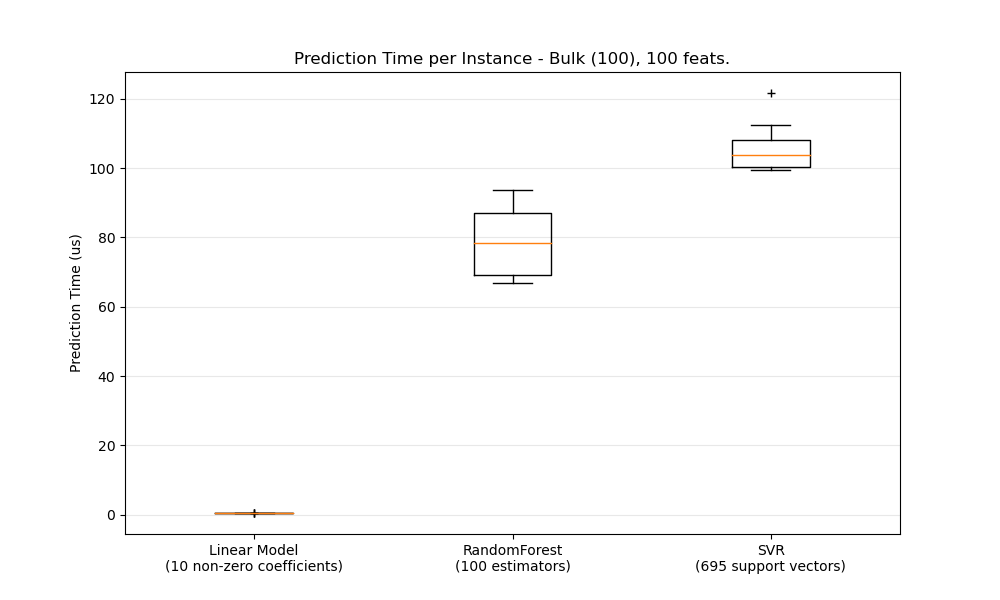 Prediction Time per Instance - Bulk (100), 100 feats.
Prediction Time (us)
120
100
80
60
40
20
0
Linear Model
(10 non-zero coefficients)
RandomForest
(100 estimators)
SVR
(695 support vectors)